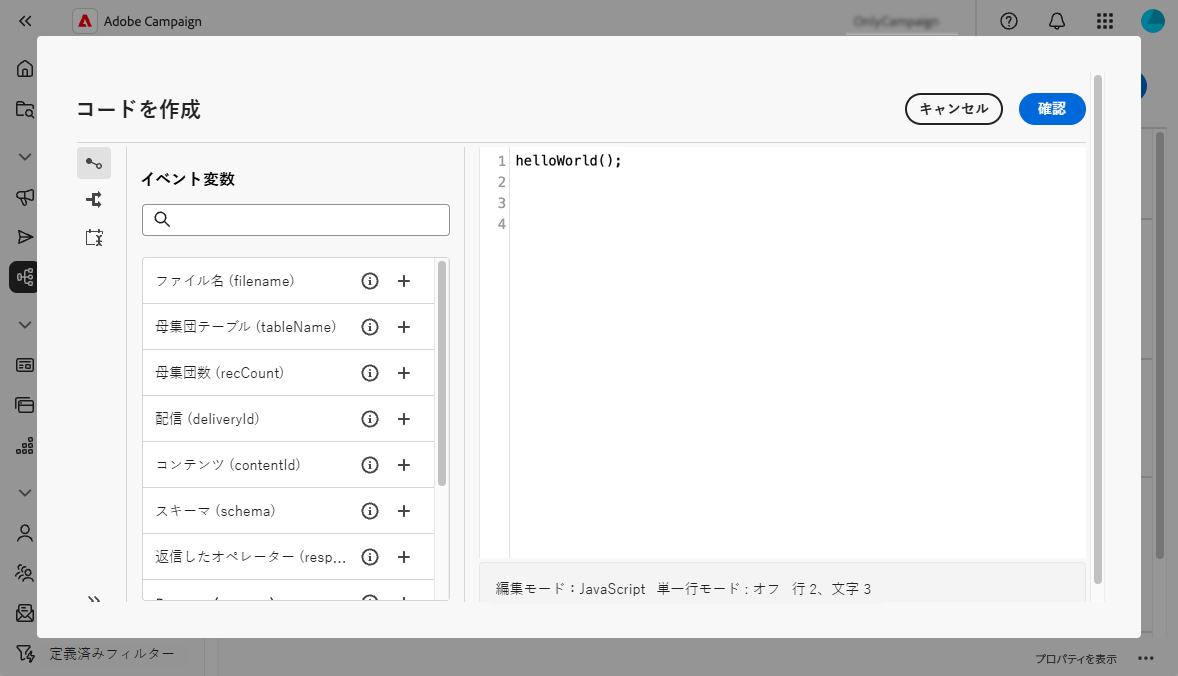 Adobe Campaign
OnlyCampaign
コードを作成
キャンセル
確認
イベント変数
ファイル名 (filename)
母集団テーブル (tableName)
母集団数 (recCount)
配信 (deliveryId)
コンテンツ (contentId)
スキーマ (schema)
返信したオペレーター (resp...
1 helloWorld();
2
3
4
編集モード：JavaScript 単一行モード : オフ 行 2、文字 3
定義済みフィルター
プロパティを表示